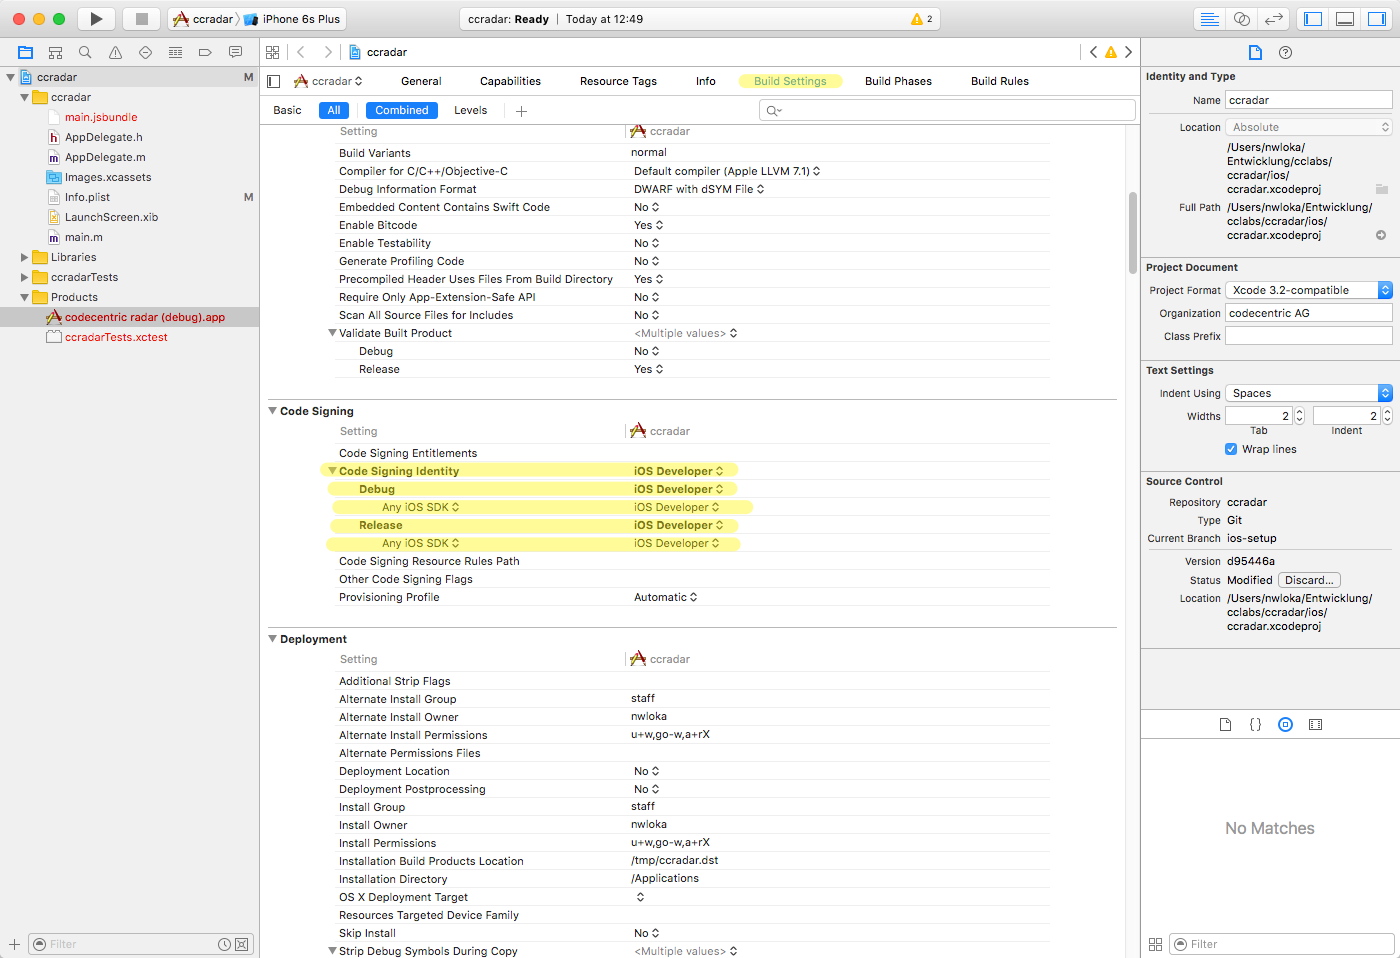 ccradar iPhone 6s Plus
ccradar: Ready | Today at 12:49
2
ccradar M
ccradar
main.jsbundle
AppDelegate.h
AppDelegate.m
Images.xcassets
Info.plist M
LaunchScreen.xib
main.m
Libraries
ccradarTests
Products
codecentric radar (debug).app
ccradarTests.xctest
Filter
ccradar
ccradar General Capabilities Resource Tags Info Build Settings Build Phases Build Rules
Basic All Combined Levels
Setting ccradar
Build Variants normal
Compiler for C/C++/Objective-C Default compiler (Apple LLVM 7.1)
Debug Information Format DWARF with dSYM File
Embedded Content Contains Swift Code No
Enable Bitcode Yes
Enable Testability No
Generate Profiling Code No
Precompiled Header Uses Files From Build Directory Yes
Require Only App-Extension-Safe API No
Scan All Source Files for Includes No
Validate Built Product <Multiple values>
Debug No
Release Yes
Code Signing
Setting ccradar
Code Signing Entitlements
Code Signing Identity iOS Developer
Debug iOS Developer
Any iOS SDK iOS Developer
Release iOS Developer
Any iOS SDK iOS Developer
Code Signing Resource Rules Path
Other Code Signing Flags
Provisioning Profile Automatic
Deployment
Setting ccradar
Additional Strip Flags
Alternate Install Group staff
Alternate Install Owner nwloka
Alternate Install Permissions u+w,go-w,a+rX
Alternate Permissions Files
Deployment Location No
Deployment Postprocessing No
Install Group staff
Install Owner nwloka
Install Permissions u+w,go-w,a+rX
Installation Build Products Location /tmp/ccradar.dst
Installation Directory /Applications
OS X Deployment Target
Resources Targeted Device Family
Skip Install No
Strip Debug Symbols During Copy <Multiple values>
Identity and Type
Name ccradar
Location Absolute
/Users/nwloka/
Entwicklung/cclabs/
ccradar/ios/
ccradar.xcodeproj
Full Path /Users/nwloka/Entwicklung/
cclabs/ccradar/ios/
ccradar.xcodeproj
Project Document
Project Format Xcode 3.2-compatible
Organization codecentric AG
Class Prefix
Text Settings
Indent Using Spaces
Widths 2 2
Tab Indent
Wrap lines
Source Control
Repository ccradar
Type Git
Current Branch ios-setup
Version d95446a
Status Modified Discard...
Location /Users/nwloka/Entwicklung/
cclabs/ccradar/ios/
ccradar.xcodeproj
No Matches
Filter